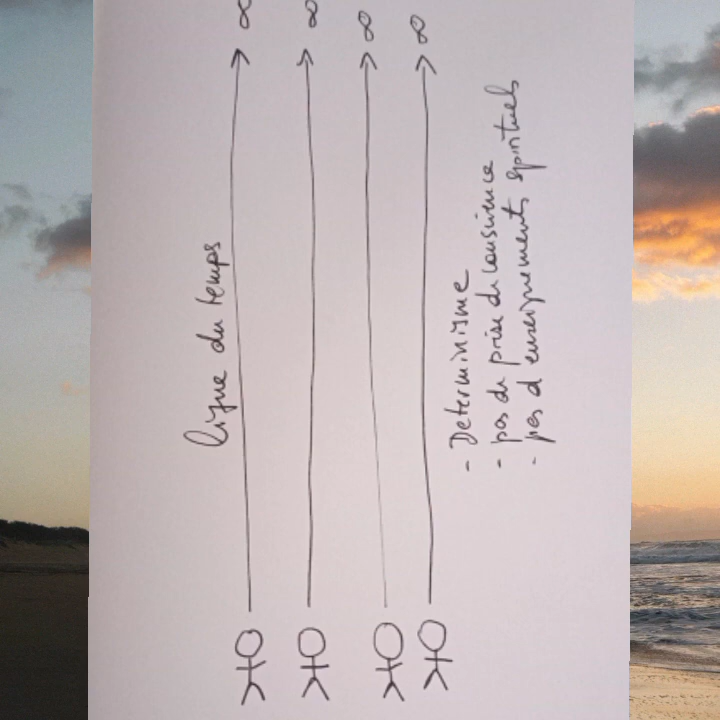 ligne du temps
∞
∞
∞
∞
- Determinisme
- pas de prise de conscience
- pas d enseignements spirituels